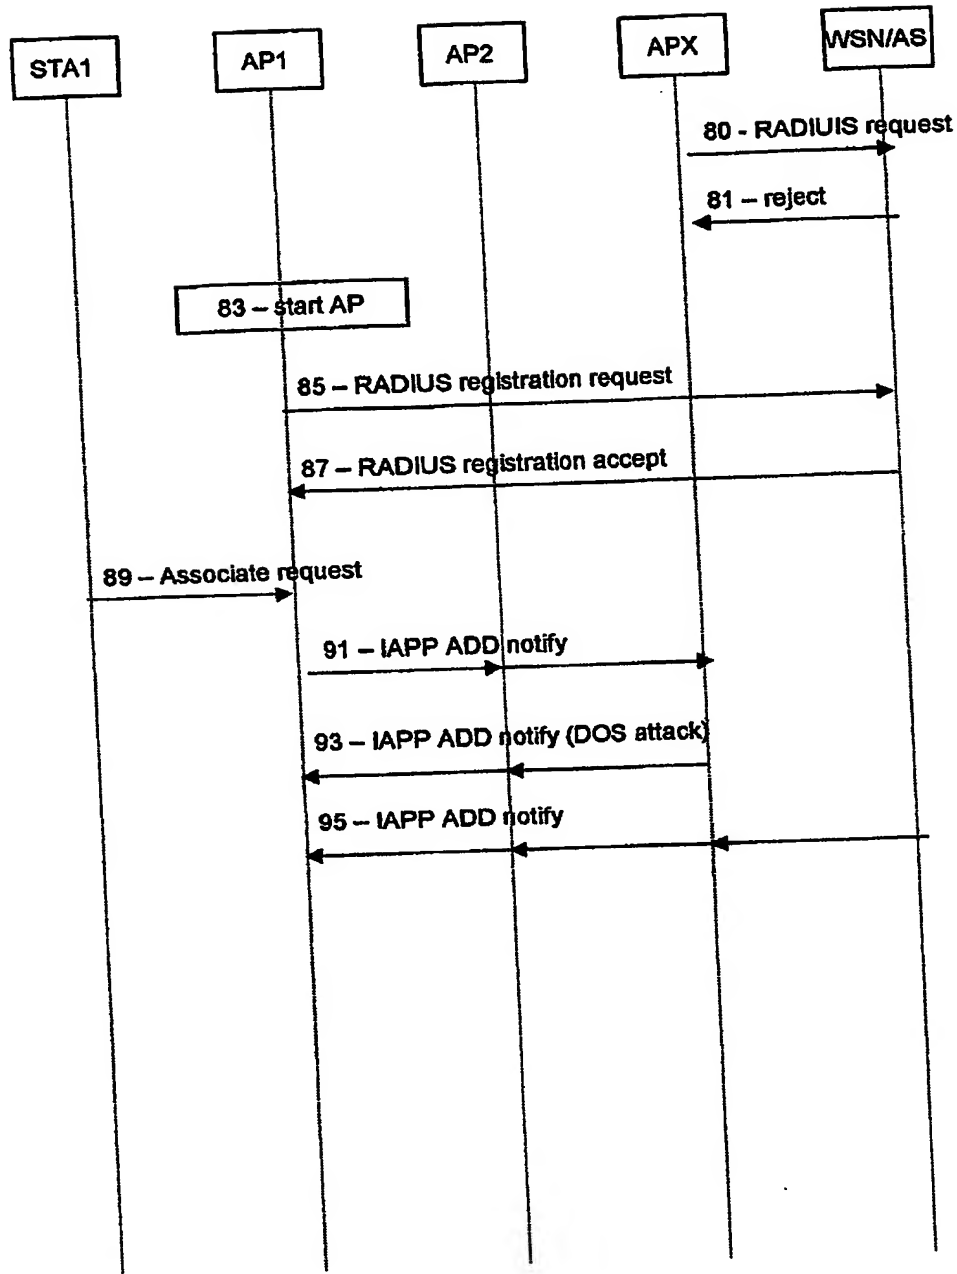 STA1
AP1
AP2
APX
WSN/AS
80 - RADIUIS request
81 – reject
83 – start AP
85 – RADIUS registration request
87 – RADIUS registration accept
89 – Associate request
91 – IAPP ADD notify
93 – IAPP ADD notify (DOS attack)
95 – IAPP ADD notify